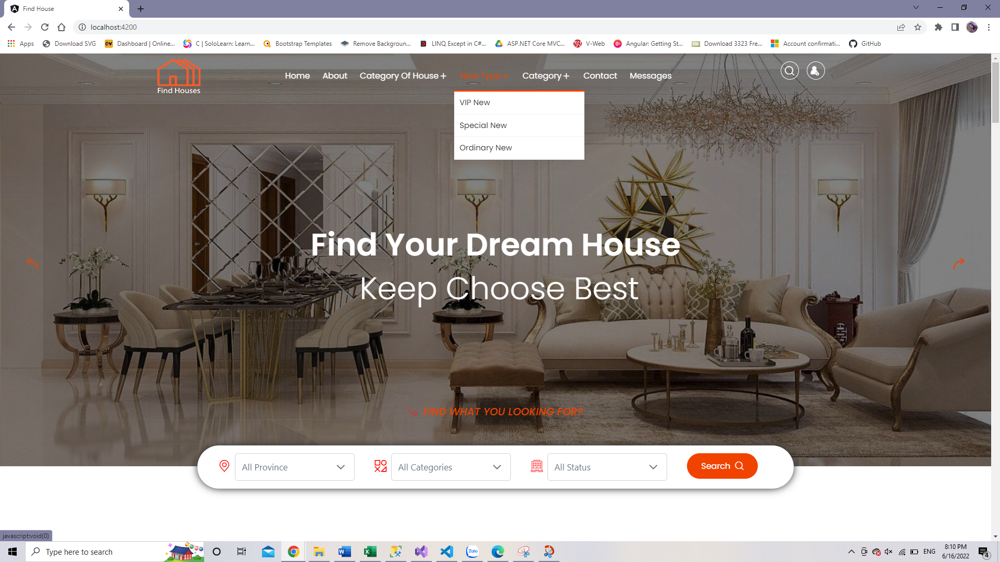 Find House
localhost:4200
Apps Download SVG Dashboard | Online... C | SoloLearn: Learn... Bootstrap Templates Remove Backgroun... LINQ Except in C#... ASP.NET Core MVC... V-Web Angular: Getting St... Download 3323 Fre... Account confirmati... GitHub
Find Houses
Home About Category Of House + New Type + Category + Contact Messages
VIP New
Special New
Ordinary New
Find Your Dream House
Keep Choose Best
FIND WHAT YOU LOOKING FOR?
All Province All Categories All Status Search
javascript:void(0)
Type here to search
Zalo
ENG
8:10 PM
6/16/2022
4